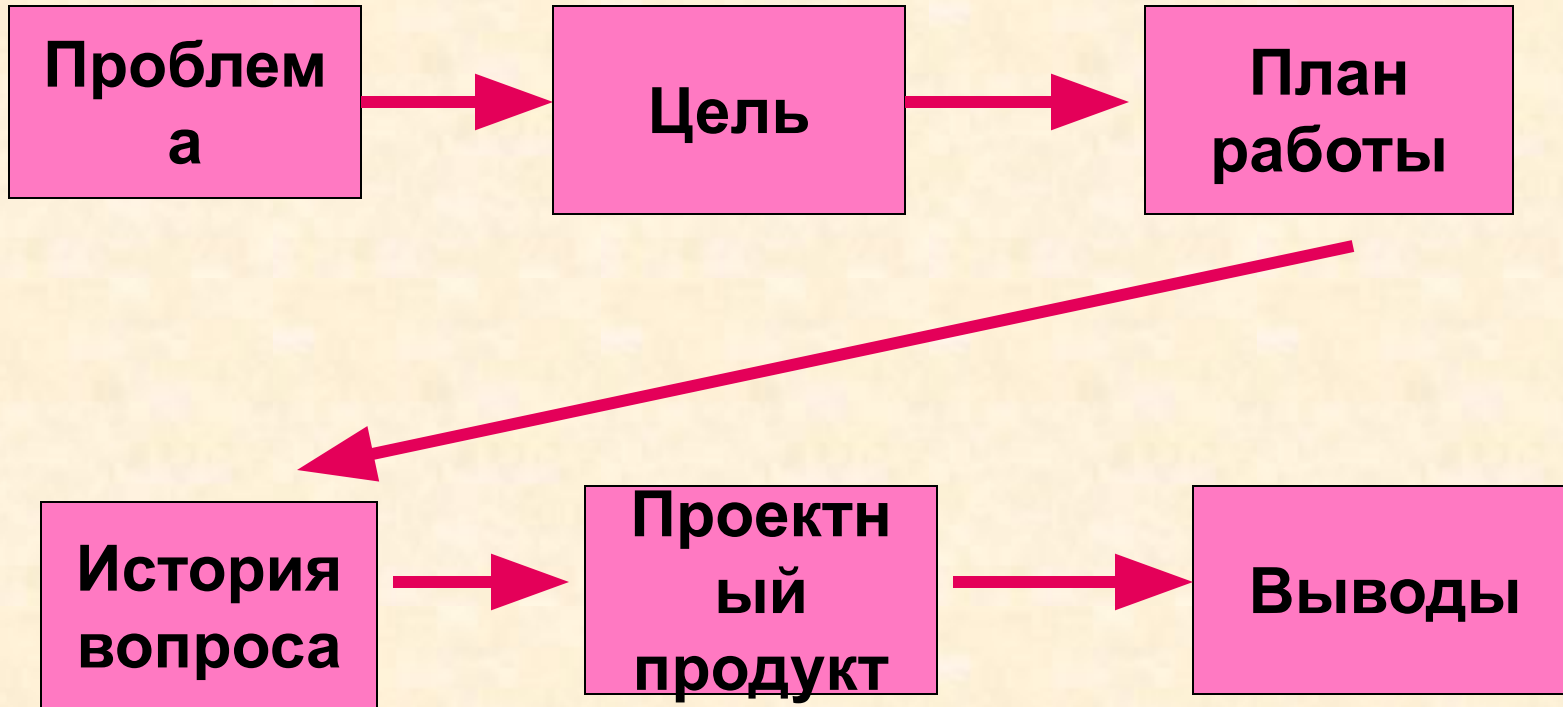 Проблем
а
Цель
План
работы
История
вопроса
Проектн
ый
продукт
Выводы